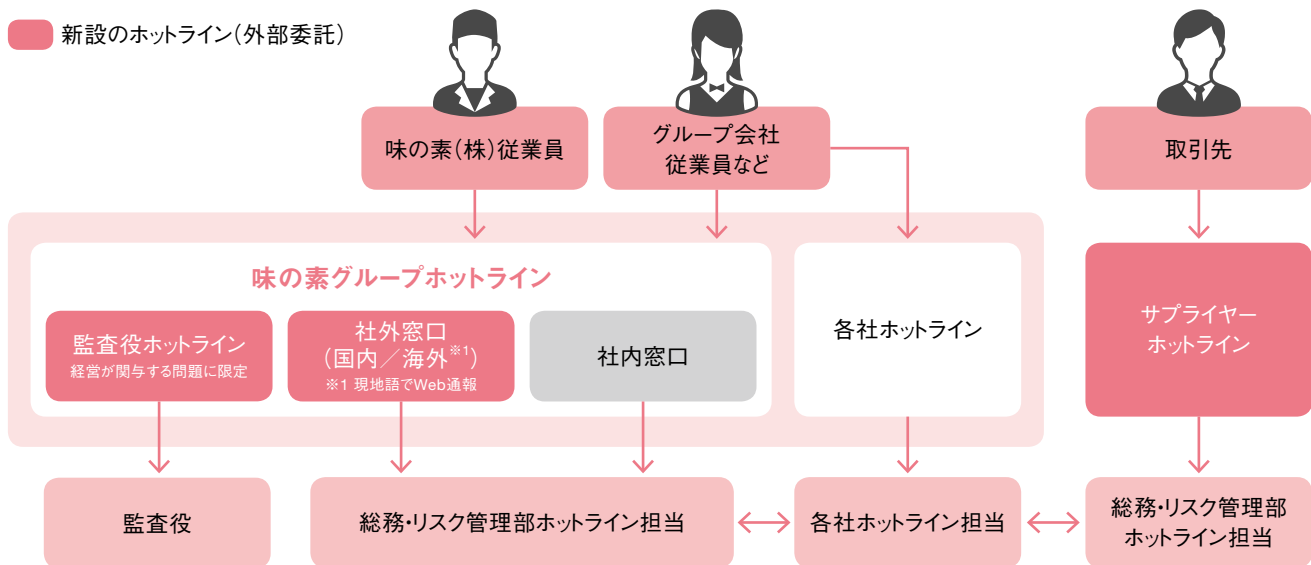 新設のホットライン(外部委託)
味の素(株)従業員
グループ会社
従業員など
取引先
味の素グループホットライン
監査役ホットライン
経営が関与する問題に限定
社外窓口
(国内/海外※1)
※1 現地語でWeb通報
社内窓口
各社ホットライン
サプライヤー
ホットライン
監査役
総務・リスク管理部ホットライン担当
各社ホットライン担当
総務・リスク管理部
ホットライン担当